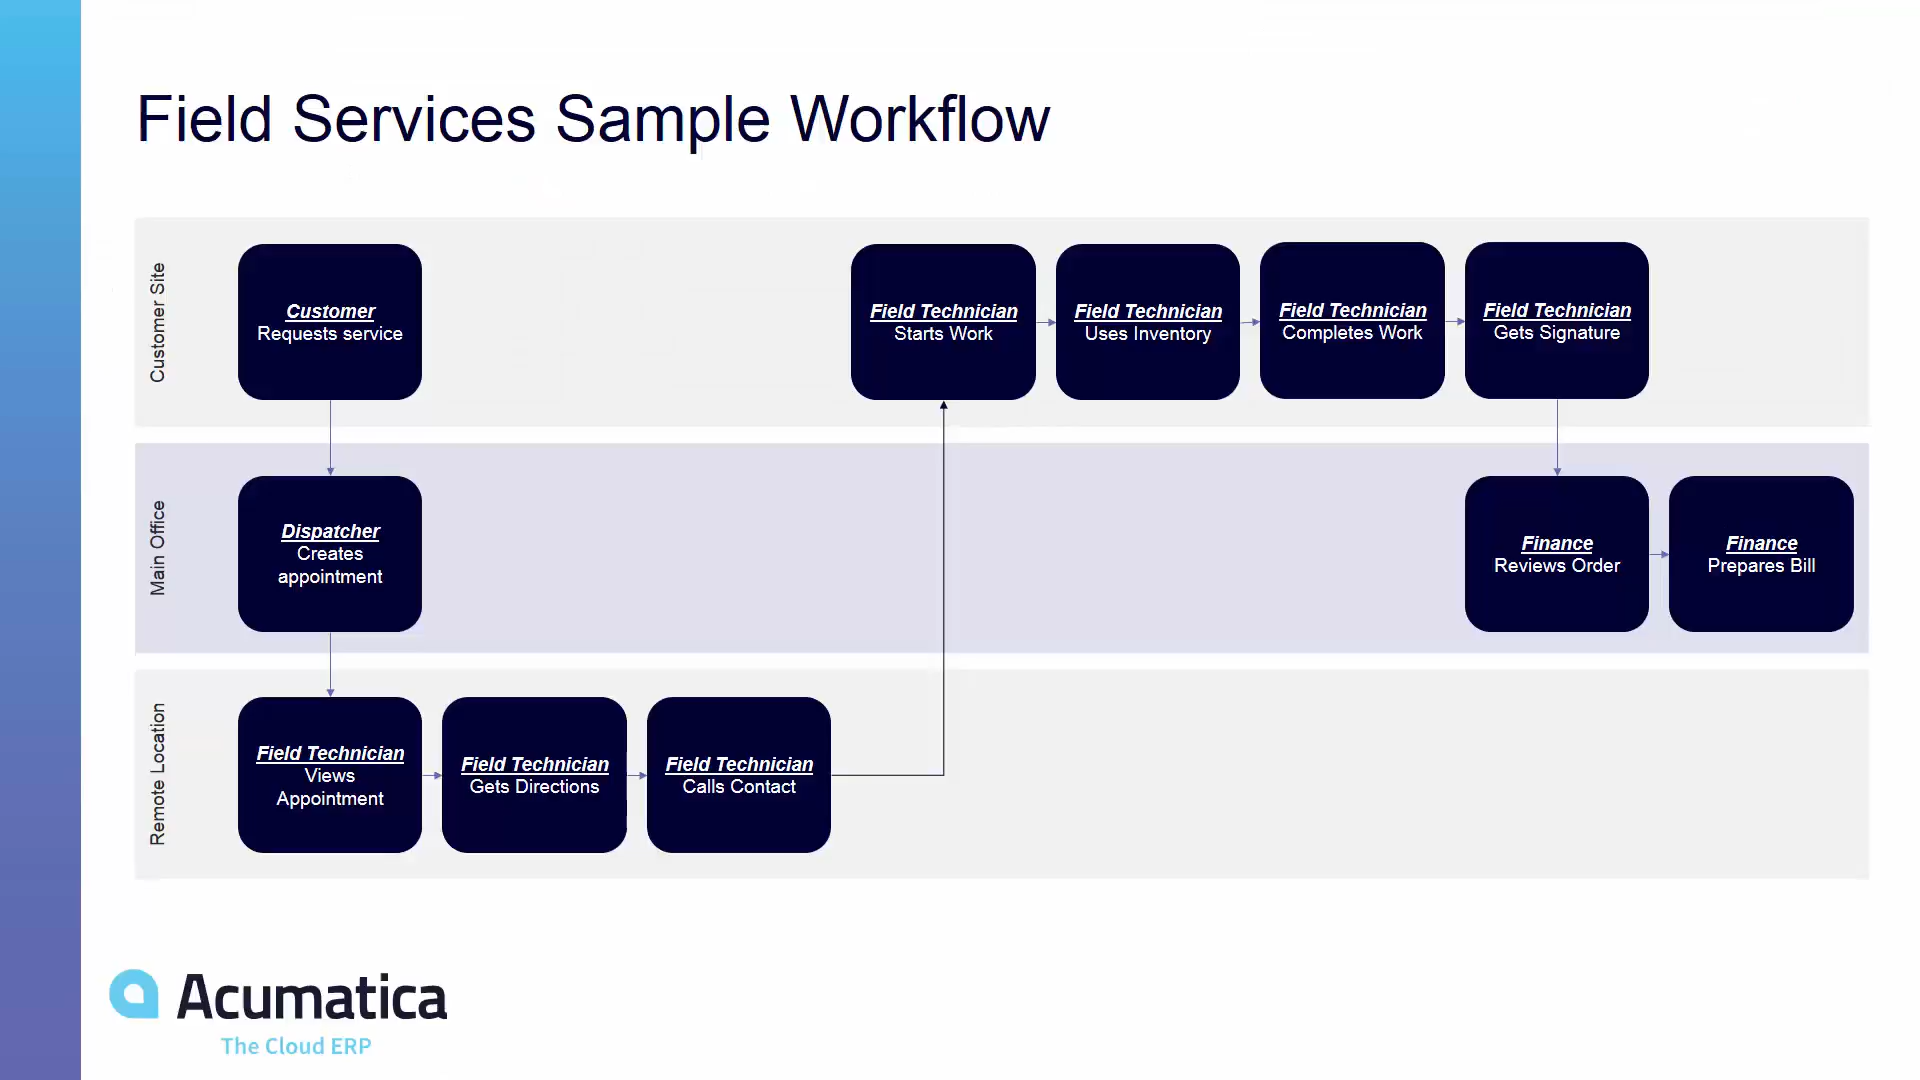 Field Services Sample Workflow
Customer Site
Customer
Requests service
Field Technician
Starts Work
Field Technician
Uses Inventory
Field Technician
Completes Work
Field Technician
Gets Signature
Main Office
Dispatcher
Creates
appointment
Finance
Reviews Order
Finance
Prepares Bill
Remote Location
Field Technician
Views
Appointment
Field Technician
Gets Directions
Field Technician
Calls Contact
Acumatica
The Cloud ERP